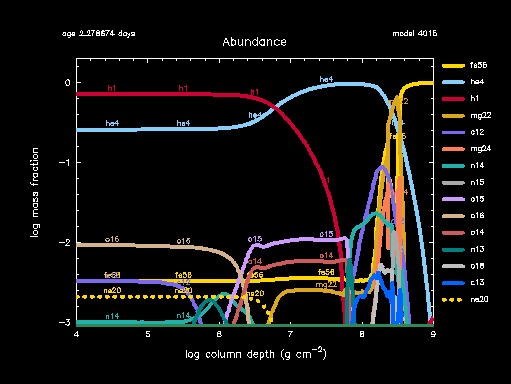 age 2.278674 days
model 4016
Abundance
fe56
he4
h1
mg22
c12
mg24
n14
n15
o15
o16
o14
n13
o18
c13
ne20
log mass fraction
0
−1
−2
−3
4
5
6
7
8
9
log column depth (g cm−2)
h1
h1
he4
he4
he4
he4
o16
o16
fe56
fe56
fe56
ne20
ne20
n14
n14
o15
o15
o14
o14
mg22